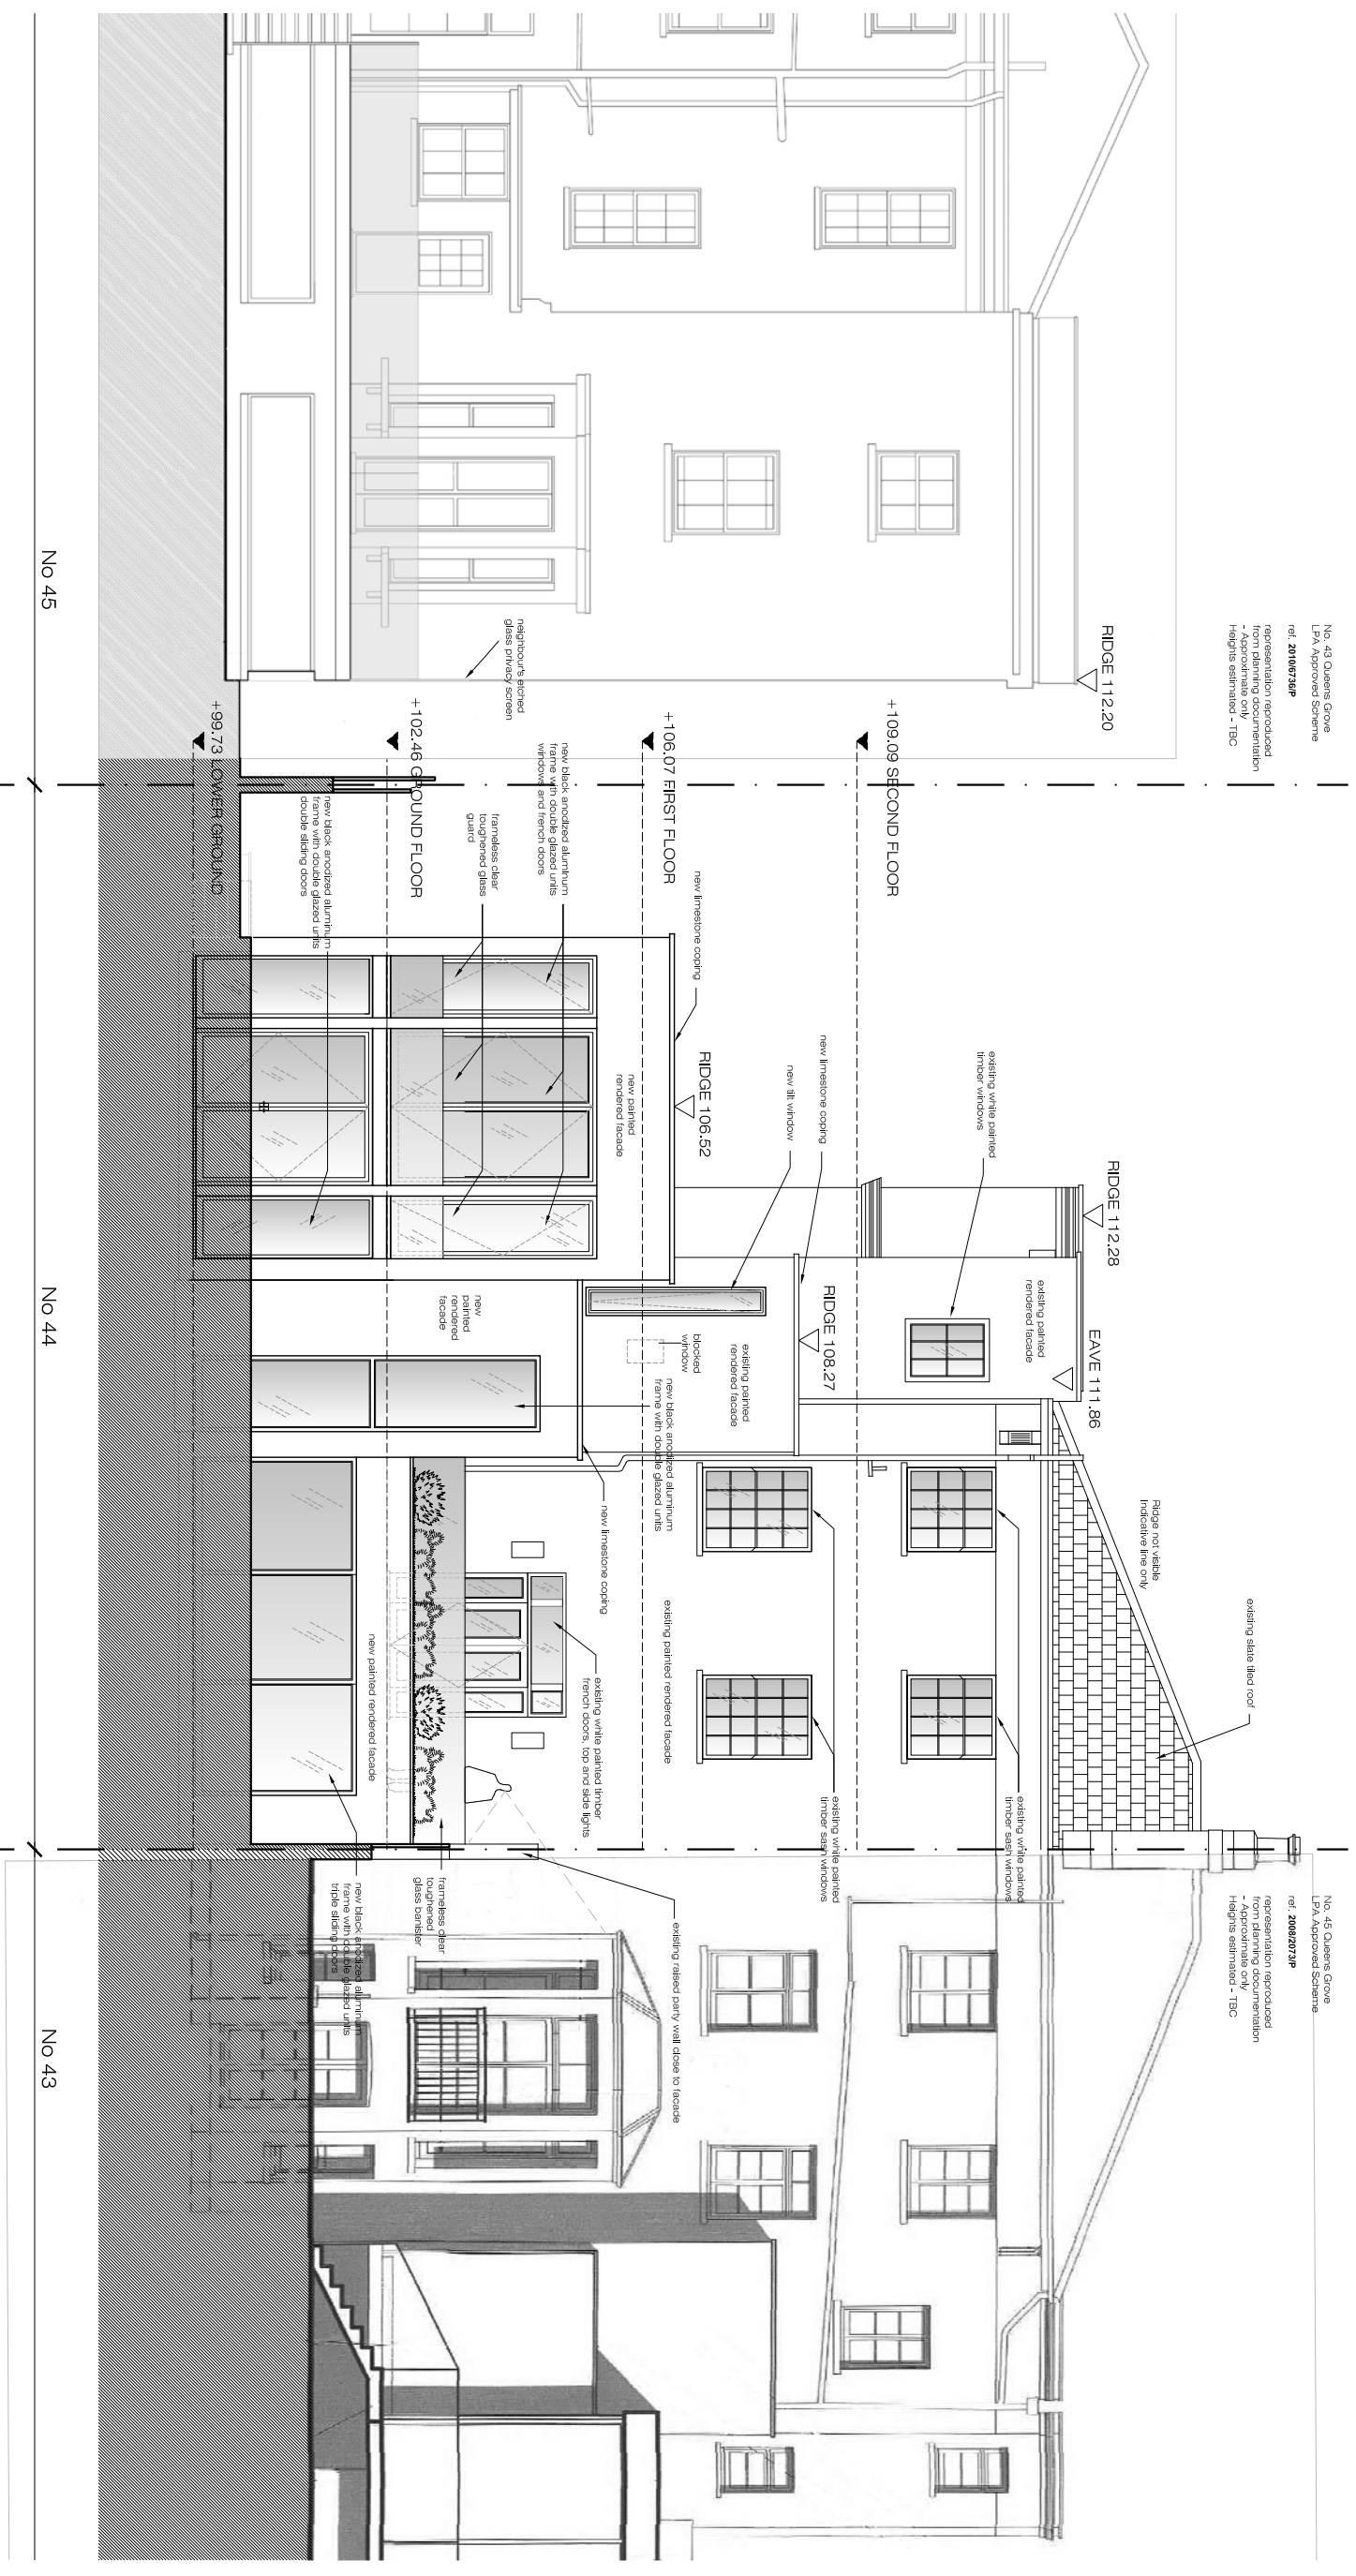 No. 43 Queens Grove
LPA Approved Scheme
ref. 2010/6736/P
representation reproduced
from planning documentation
- Approximate only
Heights estimated - TBC
RIDGE 112.20
neighbour's etched
glass privacy screen
+109.09 SECOND FLOOR
+106.07 FIRST FLOOR
+102.46 GROUND FLOOR
+99.73 LOWER GROUND
new black anodized aluminum
frame with double glazed units
windows and french doors
frameless clear
toughened glass
guard
new black anodized aluminum
frame with double glazed units
double sliding doors
new limestone coping
RIDGE 106.52
new painted
rendered facade
new tilt window
new limestone coping
existing white painted
timber windows
RIDGE 112.28
existing painted
rendered facade
EAVE 111.86
RIDGE 108.27
existing painted
rendered facade
blocked
window
new
painted
rendered
facade
new black anodized aluminum
frame with double glazed units
new limestone coping
Ridge not visible
Indicative line only
existing slate tiled roof
existing painted rendered facade
existing white painted timber
french doors, top and side lights
new painted rendered facade
existing white painted
timber sash windows
existing white painted
timber sash windows
frameless clear
toughened
glass banister
new black anodized aluminum
frame with double glazed units
triple sliding doors
existing raised party wall close to facade
No. 45 Queens Grove
LPA Approved Scheme
ref. 2008/2073/P
representation reproduced
from planning documentation
- Approximate only
Heights estimated - TBC
No 45
No 44
No 43